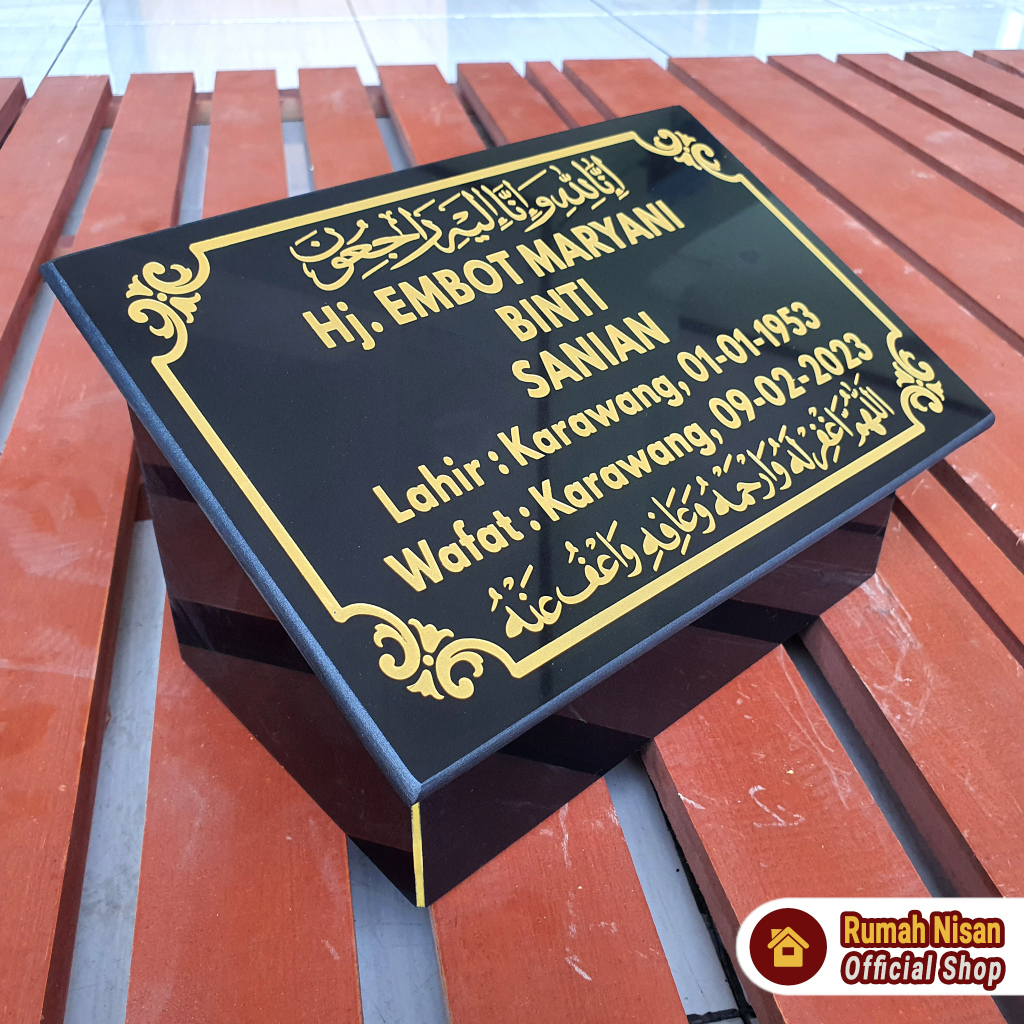 إِنَّا لِلَّهِ وَإِنَّا إِلَيْهِ رَاجِعُونَ
Hj. EMBOT MARYANI
BINTI
SANIAN
Lahir : Karawang, 01-01-1953
Wafat : Karawang, 09-02-2023
اَللّٰهُمَّ اغْفِرْ لَهُ وَارْحَمْهُ وَعَافِهِ وَاعْفُ عَنْهُ
Rumah Nisan
Official Shop